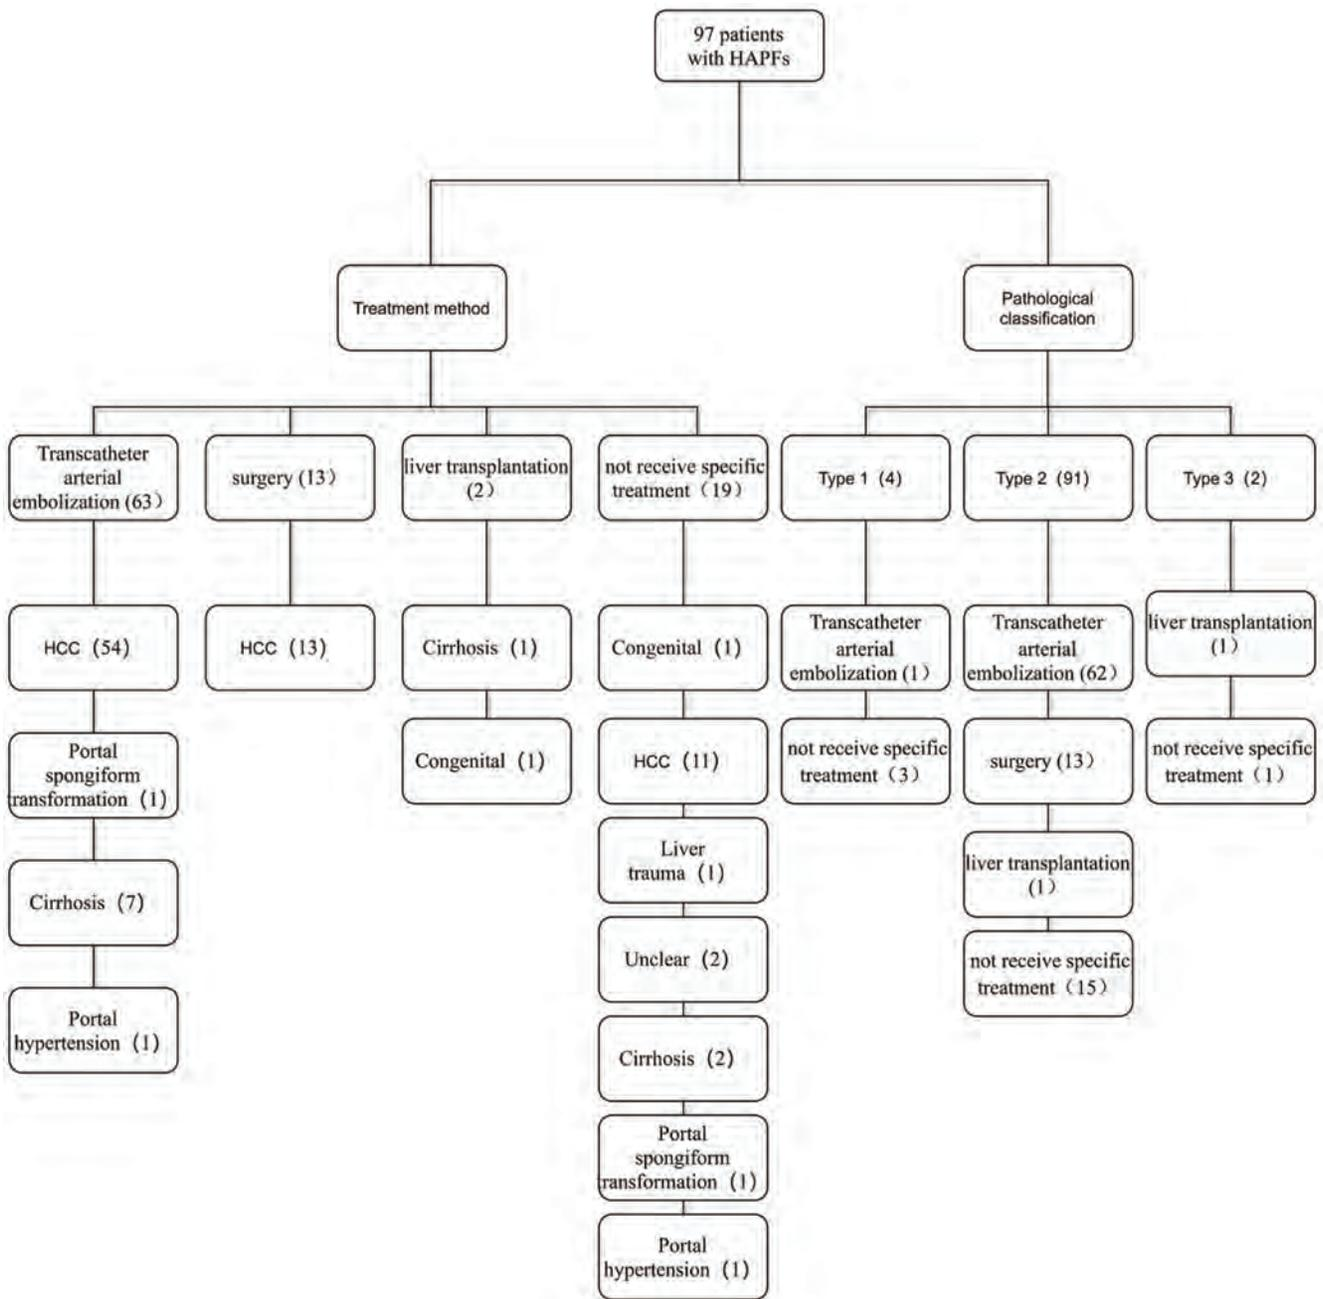 97 patients
with HAPFs
Treatment method
Pathological
classification
Transcatheter
arterial
embolization (63)
surgery (13)
liver transplantation
(2)
not receive specific
treatment (19)
Type 1 (4)
Type 2 (91)
Type 3 (2)
HCC (54)
HCC (13)
Cirrhosis (1)
Congenital (1)
Transcatheter
arterial
embolization (1)
Transcatheter
arterial
embolization (62)
liver transplantation
(1)
Portal
spongiform
transformation (1)
Congenital (1)
HCC (11)
not receive specific
treatment (3)
surgery (13)
not receive specific
treatment (1)
Liver
trauma (1)
liver transplantation
(1)
Cirrhosis (7)
Unclear (2)
not receive specific
treatment (15)
Portal
hypertension (1)
Cirrhosis (2)
Portal
spongiform
transformation (1)
Portal
hypertension (1)